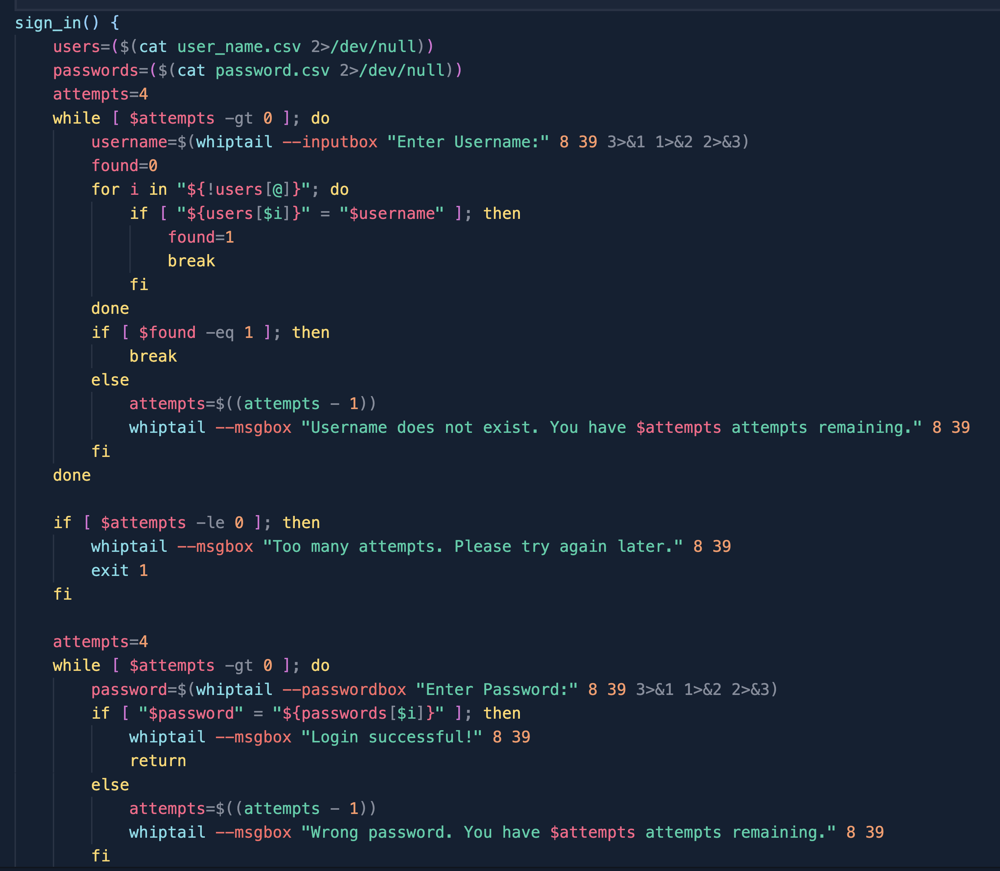 sign_in() {
    users=($(cat user_name.csv 2>/dev/null))
    passwords=($(cat password.csv 2>/dev/null))
    attempts=4
    while [ $attempts -gt 0 ]; do
        username=$(whiptail --inputbox "Enter Username:" 8 39 3>&1 1>&2 2>&3)
        found=0
        for i in "${!users[@]}"; do
            if [ "${users[$i]}" = "$username" ]; then
                found=1
                break
            fi
        done
        if [ $found -eq 1 ]; then
            break
        else
            attempts=$((attempts - 1))
            whiptail --msgbox "Username does not exist. You have $attempts attempts remaining." 8 39
        fi
    done

    if [ $attempts -le 0 ]; then
        whiptail --msgbox "Too many attempts. Please try again later." 8 39
        exit 1
    fi

    attempts=4
    while [ $attempts -gt 0 ]; do
        password=$(whiptail --passwordbox "Enter Password:" 8 39 3>&1 1>&2 2>&3)
        if [ "$password" = "${passwords[$i]}" ]; then
            whiptail --msgbox "Login successful!" 8 39
            return
        else
            attempts=$((attempts - 1))
            whiptail --msgbox "Wrong password. You have $attempts attempts remaining." 8 39
        fi